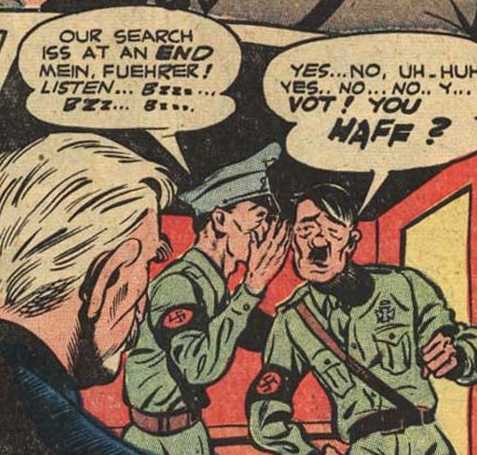 OUR SEARCH
ISS AT AN END
MEIN, FUEHRER!
LISTEN... BZZZ...,
BZZ... BZ...
YES...NO, UH-HUH
YES.. NO... NO.. Y...
VOT! YOU
HAFF?